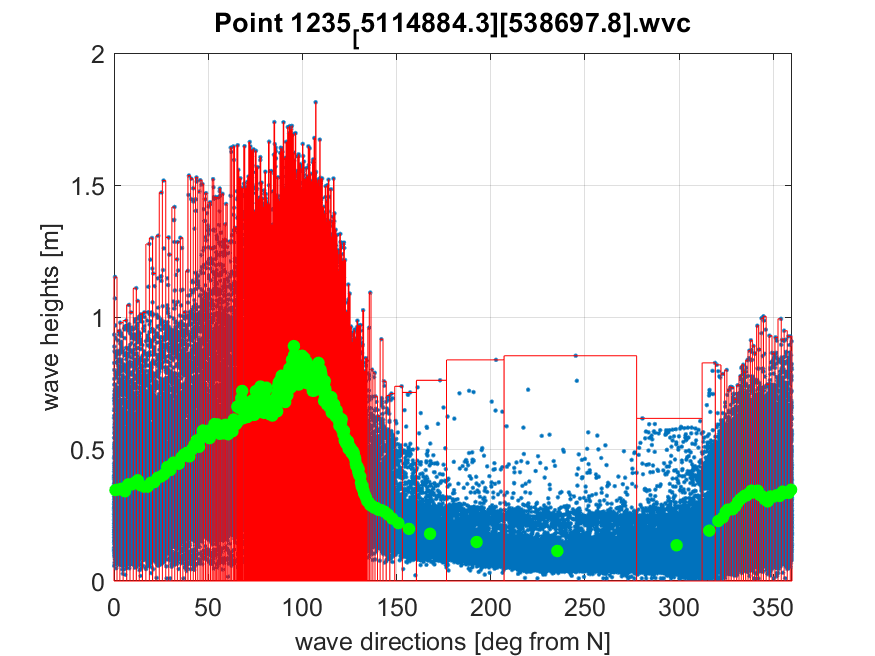 Point 1235[5114884.3][538697.8].wvc
2
1.5
1
0.5
0
wave heights [m]
0 50 100 150 200 250 300 350
wave directions [deg from N]